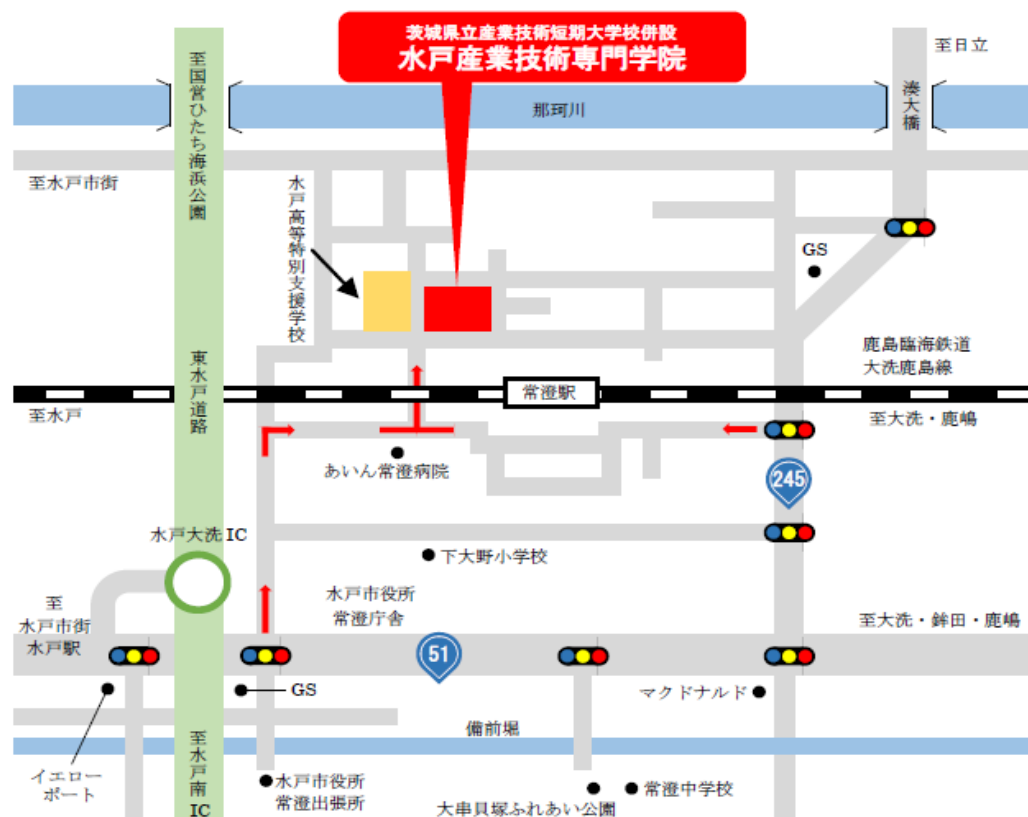 茨城県立産業技術短期大学校併設
水戸産業技術専門学院
至日立
至国営ひたち海浜公園
那珂川
湊大橋
至水戸市街
水戸高等特別支援学校
GS
東水戸道路
鹿島臨海鉄道
大洗鹿島線
常澄駅
至水戸
至大洗・鹿嶋
あいん常澄病院
245
水戸大洗IC
下大野小学校
水戸市役所
常澄庁舎
至
水戸市街
水戸駅
至大洗・鉾田・鹿嶋
51
GS
マクドナルド
備前堀
至水戸南IC
イエロー
ポート
水戸市役所
常澄出張所
大串貝塚ふれあい公園
常澄中学校